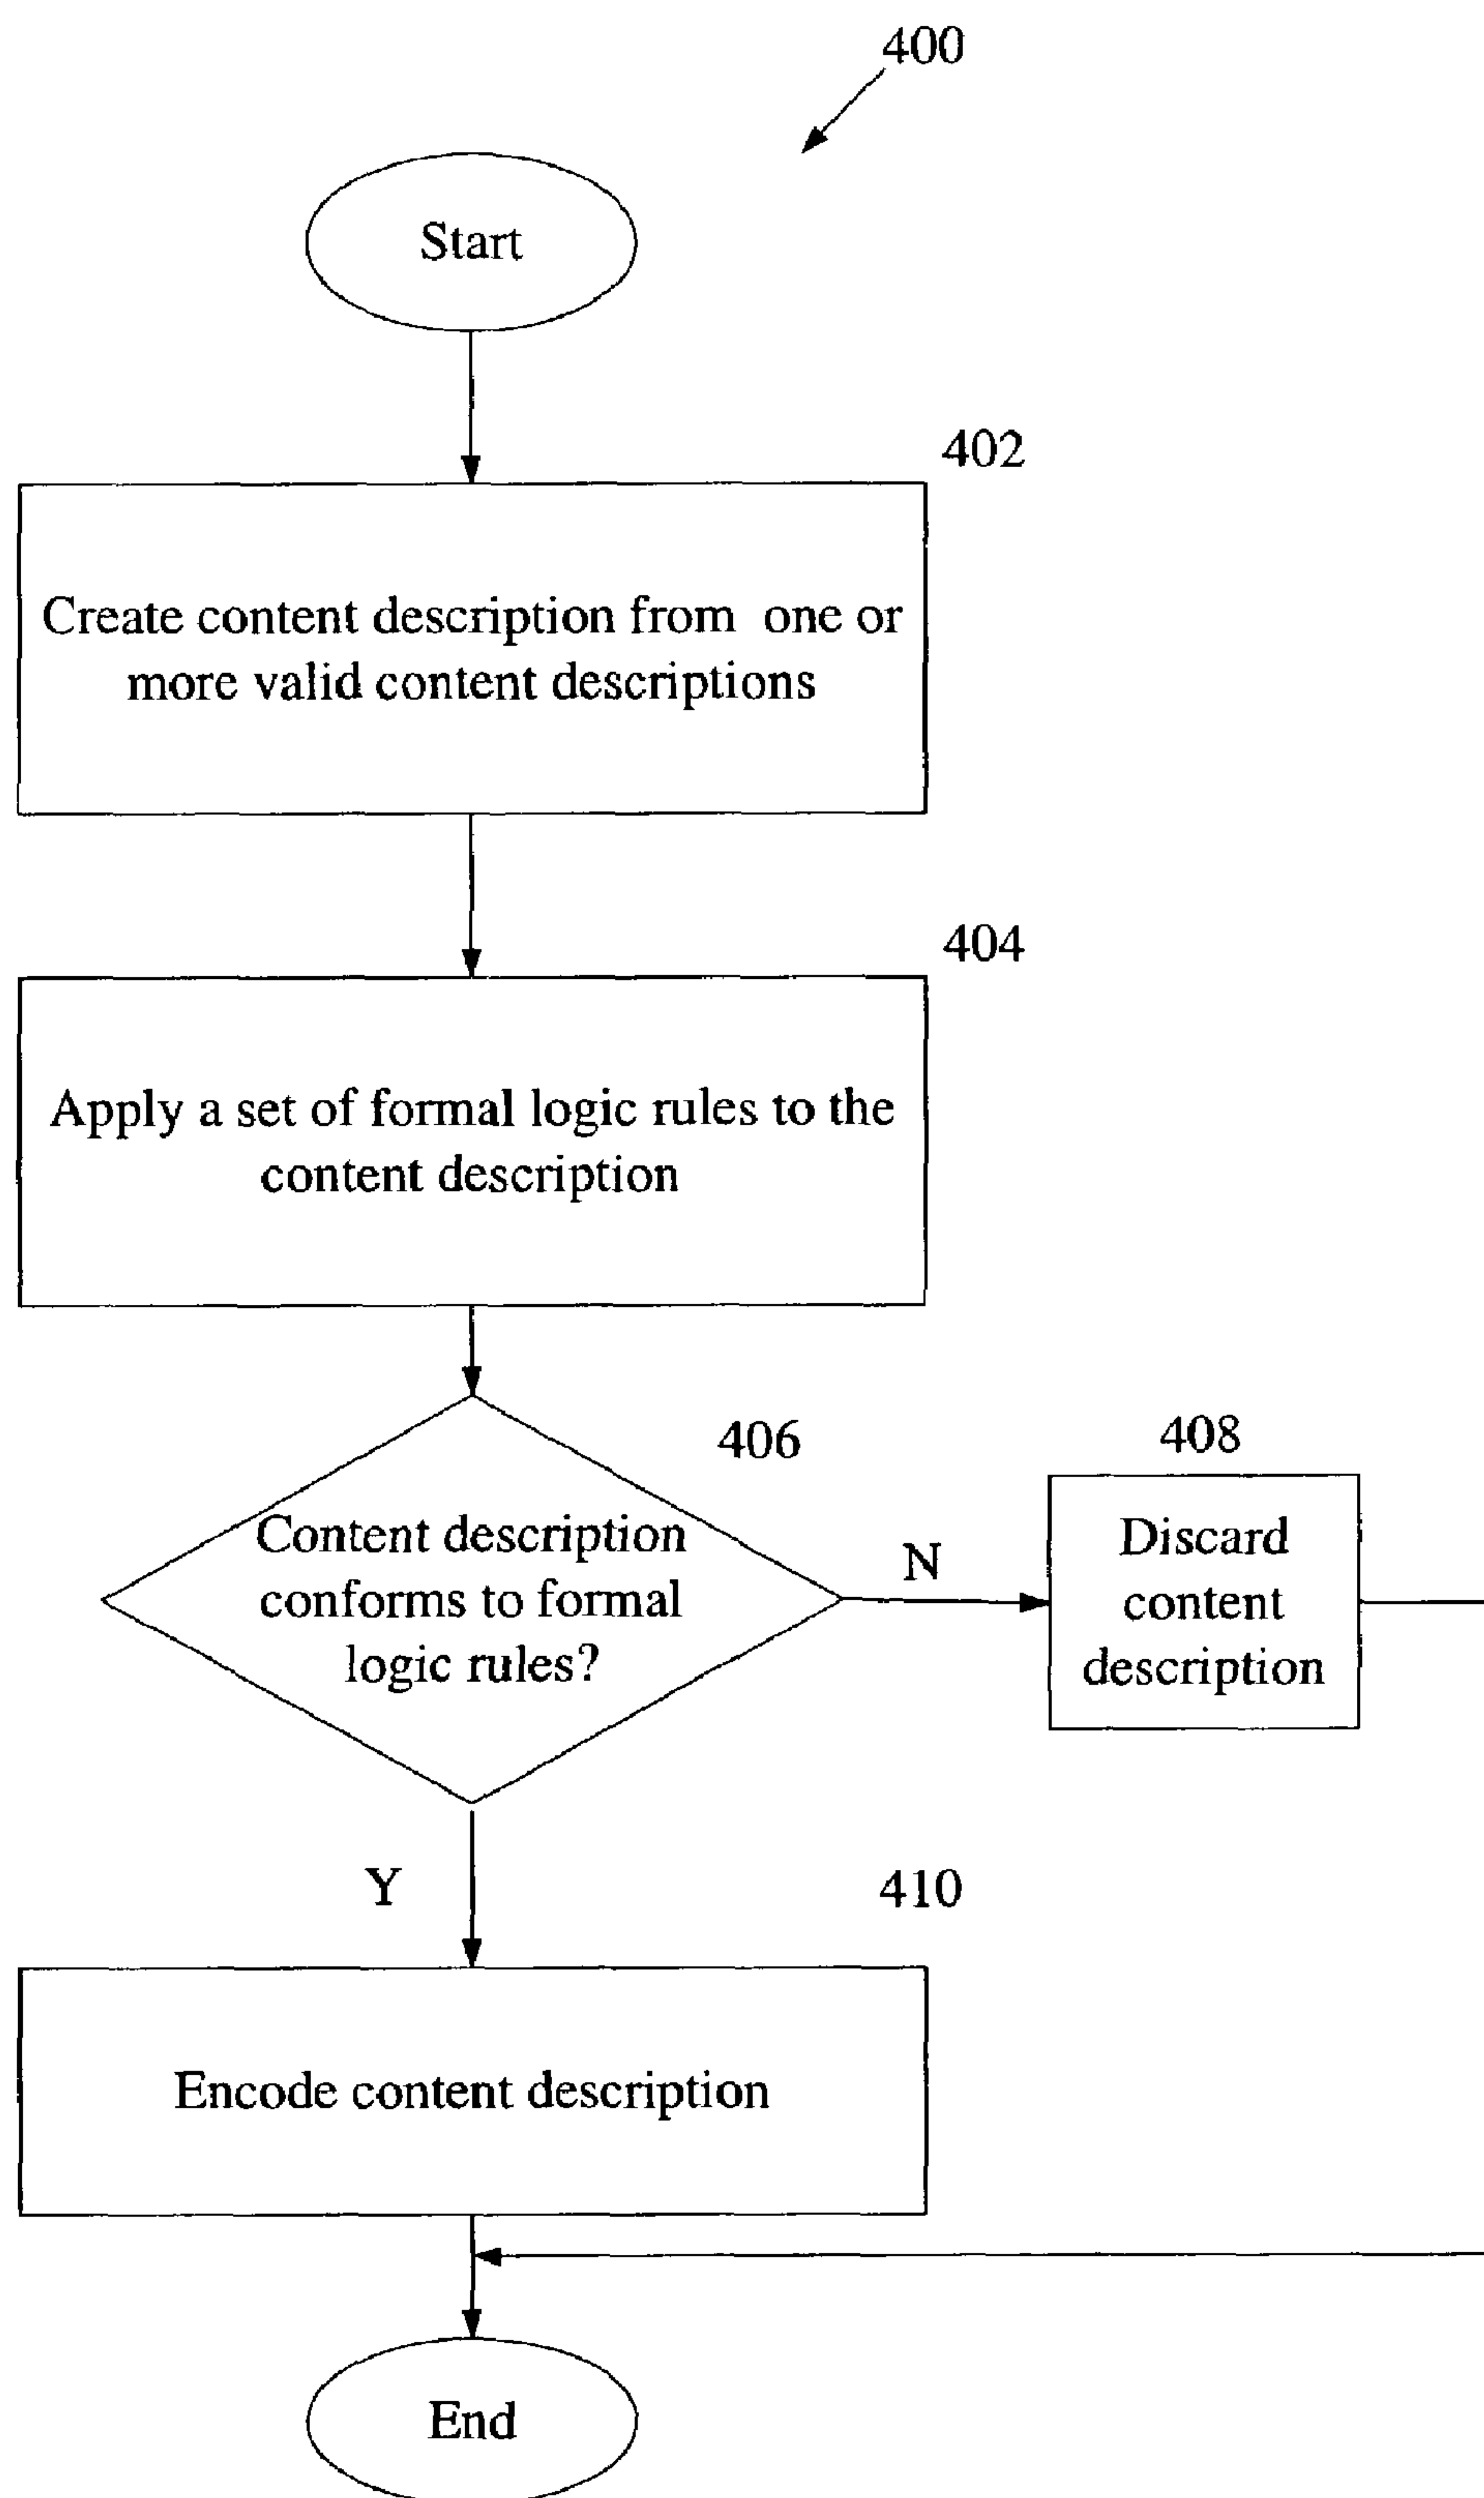 400
Start
402
Create content description from one or
more valid content descriptions
404
Apply a set of formal logic rules to the
content description
406
Content description
conforms to formal
logic rules?
N
408
Discard
content
description
Y
410
Encode content description
End